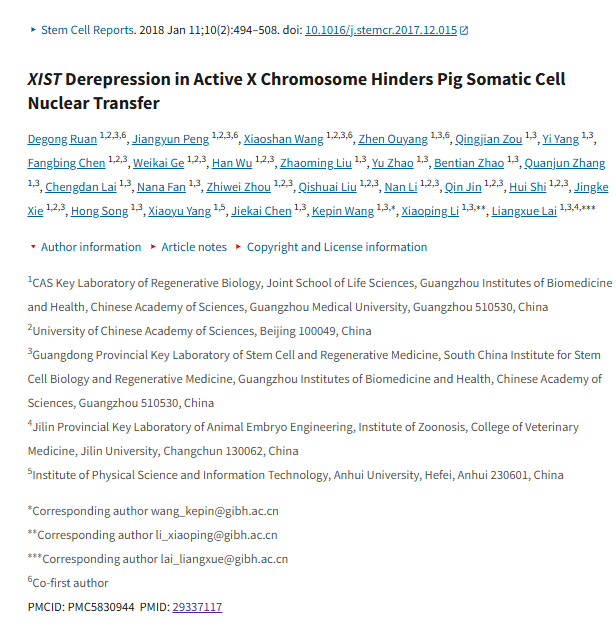 Stem Cell Reports. 2018 Jan 11;10(2):494–508. doi: 10.1016/j.stemcr.2017.12.015
XIST Derepression in Active X Chromosome Hinders Pig Somatic Cell
Nuclear Transfer
Degong Ruan 1,2,3,6, Jiangyun Peng 1,2,3,6, Xiaoshan Wang 1,2,3,6, Zhen Ouyang 1,3,6, Qingjian Zou 1,3, Yi Yang 1,3,
Fangbing Chen 1,2,3, Weikai Ge 1,2,3, Han Wu 1,2,3, Zhaoming Liu 1,3, Yu Zhao 1,3, Bentian Zhao 1,3, Quanjun Zhang
1,3, Chengdan Lai 1,3, Nana Fan 1,3, Zhiwei Zhou 1,2,3, Qishuai Liu 1,2,3, Nan Li 1,2,3, Qin Jin 1,2,3, Hui Shi 1,2,3, Jingke
Xie 1,2,3, Hong Song 1,3, Xiaoyu Yang 1,5, Jiekai Chen 1,3, Kepin Wang 1,3,*, Xiaoping Li 1,3,**, Liangxue Lai 1,3,4,***
Author information Article notes Copyright and License information
1CAS Key Laboratory of Regenerative Biology, Joint School of Life Sciences, Guangzhou Institutes of Biomedicine
and Health, Chinese Academy of Sciences, Guangzhou Medical University, Guangzhou 510530, China
2University of Chinese Academy of Sciences, Beijing 100049, China
3Guangdong Provincial Key Laboratory of Stem Cell and Regenerative Medicine, South China Institute for Stem
Cell Biology and Regenerative Medicine, Guangzhou Institutes of Biomedicine and Health, Chinese Academy of
Sciences, Guangzhou 510530, China
4Jilin Provincial Key Laboratory of Animal Embryo Engineering, Institute of Zoonosis, College of Veterinary
Medicine, Jilin University, Changchun 130062, China
5Institute of Physical Science and Information Technology, Anhui University, Hefei, Anhui 230601, China
*Corresponding author wang_kepin@gibh.ac.cn
**Corresponding author li_xiaoping@gibh.ac.cn
***Corresponding author lai_liangxue@gibh.ac.cn
6Co-first author
PMCID: PMC5830944 PMID: 29337117